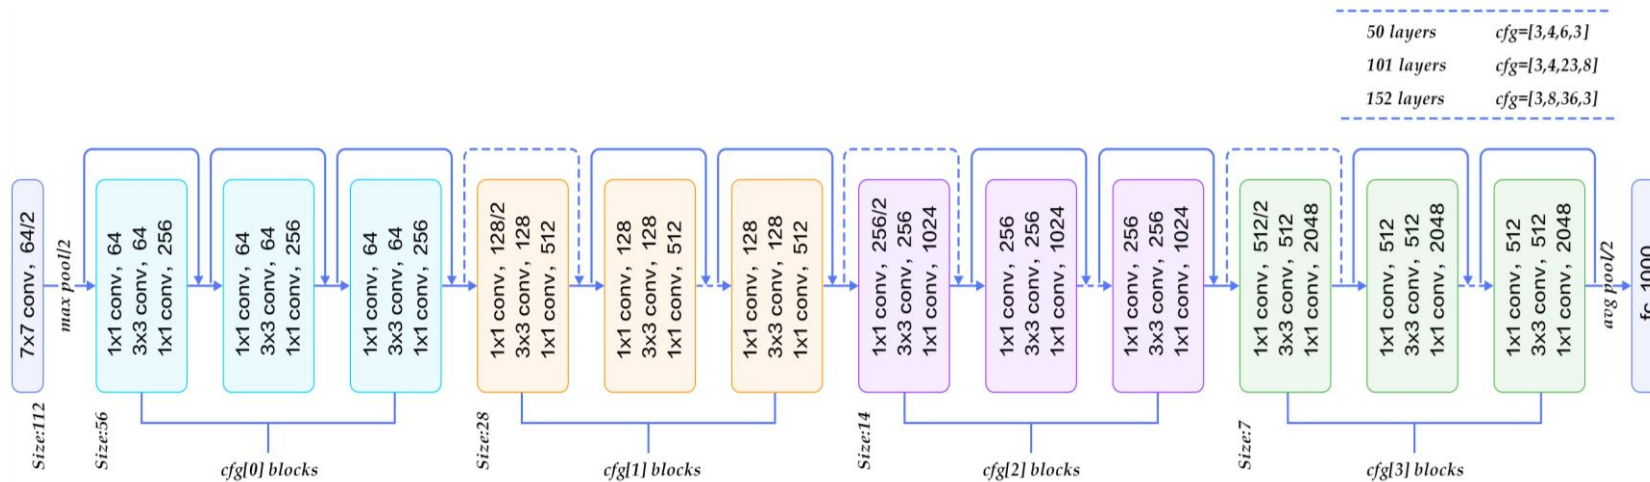 50 layers cfg=[3,4,6,3]
101 layers cfg=[3,4,23,8]
152 layers cfg=[3,8,36,3]
7x7 conv, 64/2
max pool/2
1x1 conv, 64
3x3 conv, 64
1x1 conv, 256
1x1 conv, 64
3x3 conv, 64
1x1 conv, 256
1x1 conv, 64
3x3 conv, 64
1x1 conv, 256
1x1 conv, 128/2
3x3 conv, 128
1x1 conv, 512
1x1 conv, 128
3x3 conv, 128
1x1 conv, 512
1x1 conv, 128
3x3 conv, 128
1x1 conv, 512
1x1 conv, 256/2
3x3 conv, 256
1x1 conv, 1024
1x1 conv, 256
3x3 conv, 256
1x1 conv, 1024
1x1 conv, 256
3x3 conv, 256
1x1 conv, 1024
1x1 conv, 512/2
3x3 conv, 512
1x1 conv, 2048
1x1 conv, 512
3x3 conv, 512
1x1 conv, 2048
1x1 conv, 512
3x3 conv, 512
1x1 conv, 2048
avg pool/2
fc, 1000
Size:112
Size:56
cfg[0] blocks
Size:28
cfg[1] blocks
Size:14
cfg[2] blocks
Size:7
cfg[3] blocks